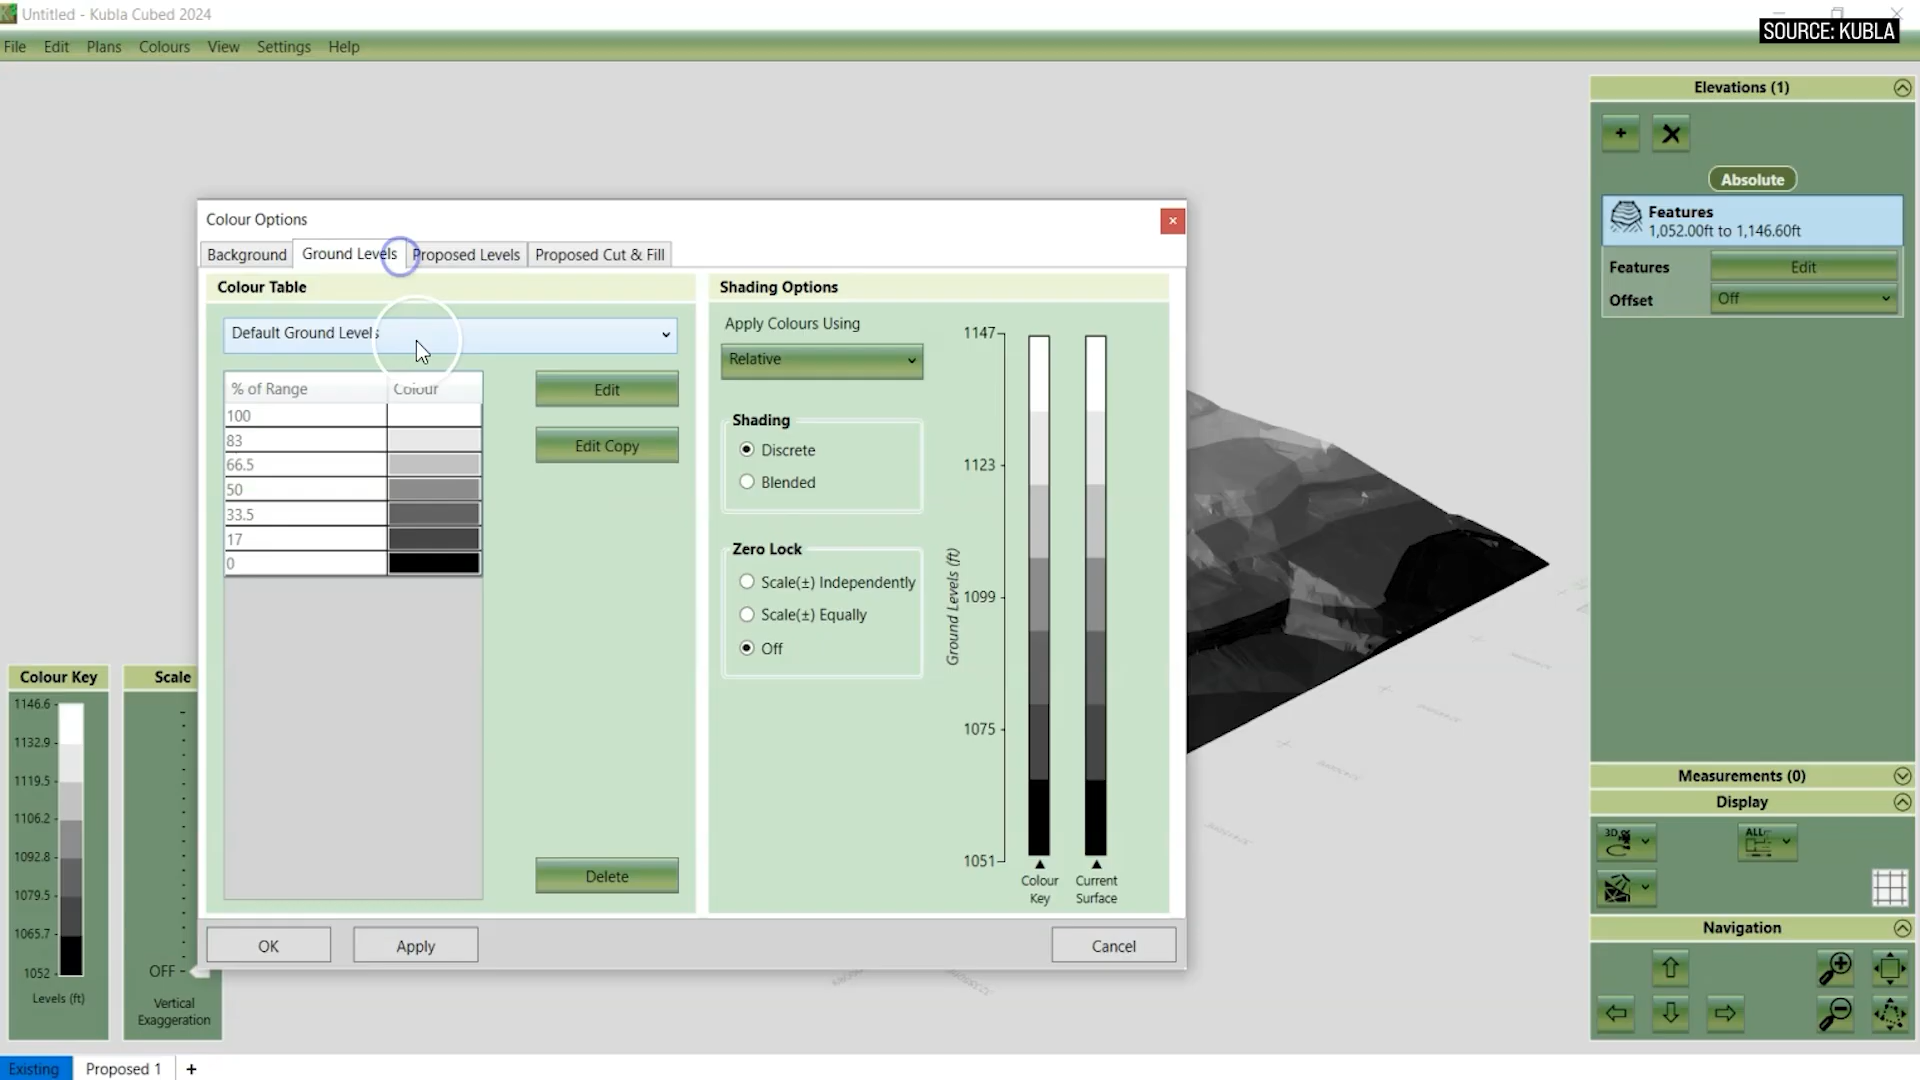 Untitled - Kubla Cubed 2024
SOURCE: KUBLA
File Edit Plans Colours View Settings Help
Elevations (1)
+
Absolute
Features
1,052.00ft to 1,146.60ft
Features Edit
Offset Off
Colour Options
Background Ground Levels Proposed Levels Proposed Cut & Fill
Colour Table
Default Ground Levels
% of Range Colour
100
83
66.5
50
33.5
17
0
Edit
Edit Copy
Delete
Shading Options
Apply Colours Using
Relative
Shading
Discrete
Blended
Zero Lock
Scale(±) Independently
Scale(±) Equally
Off
Ground Levels (ft)
1147
1123
1099
1075
1051
Colour Key
Current Surface
OK Apply Cancel
Colour Key
1146.6
1132.9
1119.5
1106.2
1092.8
1079.5
1065.7
1052
Levels (ft)
Scale
OFF
Vertical Exaggeration
Measurements (0)
Display
3D
ALL
Navigation
Existing Proposed 1 +